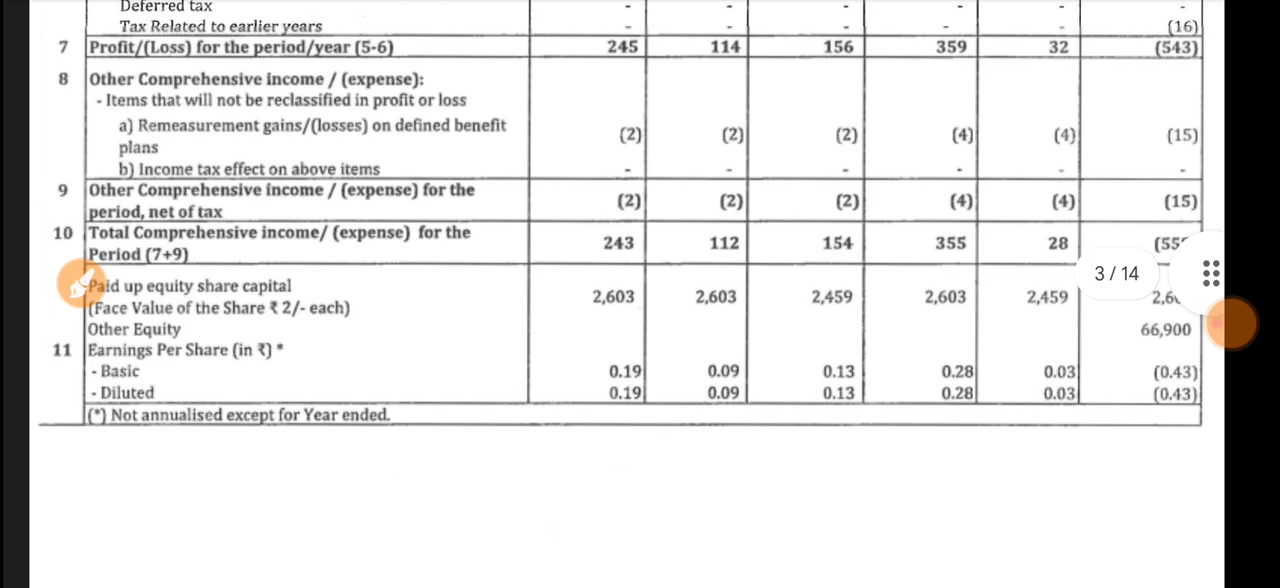 Deferred tax - - - - - -
Tax Related to earlier years - - - - - (16)
7 Profit/(Loss) for the period/year (5-6) 245 114 156 359 32 (543)
8 Other Comprehensive income / (expense):
- Items that will not be reclassified in profit or loss
a) Remeasurement gains/(losses) on defined benefit plans (2) (2) (2) (4) (4) (15)
b) Income tax effect on above items - - - - - -
9 Other Comprehensive income / (expense) for the period, net of tax (2) (2) (2) (4) (4) (15)
10 Total Comprehensive income/ (expense) for the Period (7+9) 243 112 154 355 28
3 / 14
Paid up equity share capital
(Face Value of the Share ₹ 2/- each) 2,603 2,603 2,459 2,603 2,459
Other Equity 66,900
11 Earnings Per Share (in ₹) *
- Basic 0.19 0.09 0.13 0.28 0.03 (0.43)
- Diluted 0.19 0.09 0.13 0.28 0.03 (0.43)
(*) Not annualised except for Year ended.